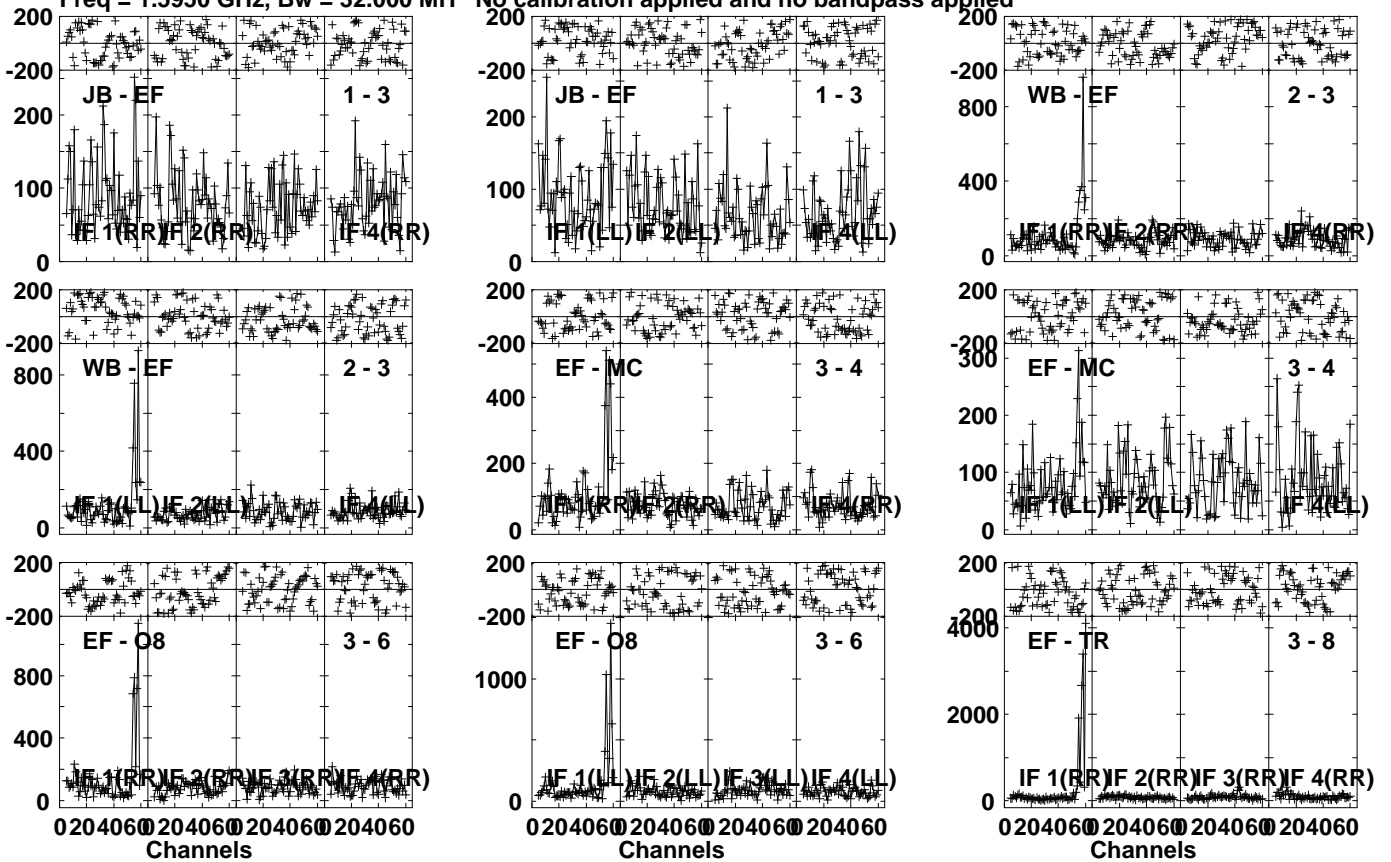 Freq = 1.5950 GHz, Bw = 32.000 MH No calibration applied and no bandpass applied
200
-200
200
100
0
JB - EF 1 - 3
IF 1(RR) IF 2(RR) IF 4(RR)
200
-200
200
100
0
JB - EF 1 - 3
IF 1(LL) IF 2(LL) IF 4(LL)
200
-200
800
400
0
WB - EF 2 - 3
IF 1(RR) IF 2(RR) IF 4(RR)
200
-200
800
400
0
WB - EF 2 - 3
IF 1(LL) IF 2(LL) IF 4(LL)
200
-200
400
200
0
EF - MC 3 - 4
IF 1(RR) IF 2(RR) IF 4(RR)
200
-200
300
200
100
0
EF - MC 3 - 4
IF 1(LL) IF 2(LL) IF 4(LL)
200
-200
800
400
0
EF - O8 3 - 6
IF 1(RR) IF 2(RR) IF 3(RR) IF 4(RR)
0 20 40 60 0 20 40 60 0 20 40 60 0 20 40 60
Channels
200
-200
1000
0
EF - O8 3 - 6
IF 1(LL) IF 2(LL) IF 3(LL) IF 4(LL)
0 20 40 60 0 20 40 60 0 20 40 60 0 20 40 60
Channels
200
-200
4000
2000
0
EF - TR 3 - 8
IF 1(RR) IF 2(RR) IF 3(RR) IF 4(RR)
0 20 40 60 0 20 40 60 0 20 40 60 0 20 40 60
Channels